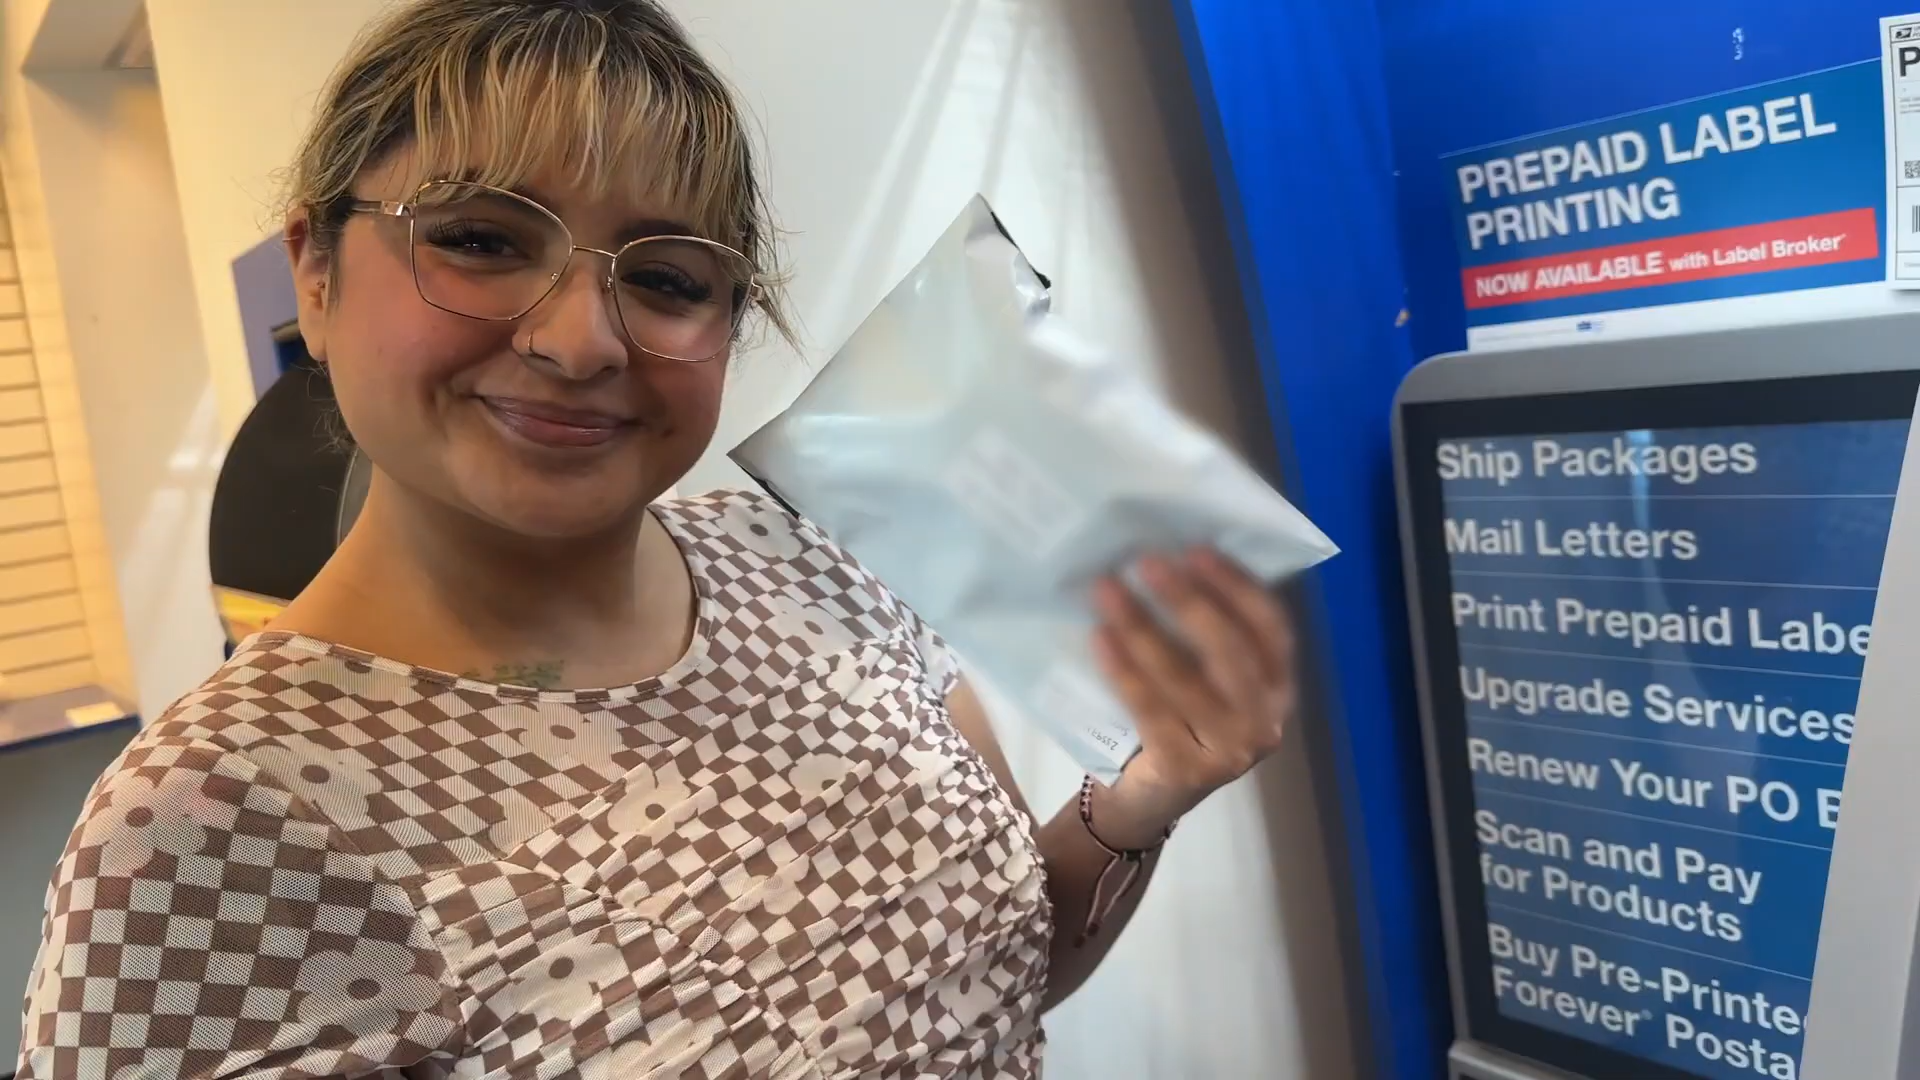 PREPAID LABEL
PRINTING
NOW AVAILABLE with Label Broker
P
Ship Packages
Mail Letters
Print Prepaid Labe
Upgrade Services
Renew Your PO B
Scan and Pay
for Products
Buy Pre-Printe
Forever® Posta